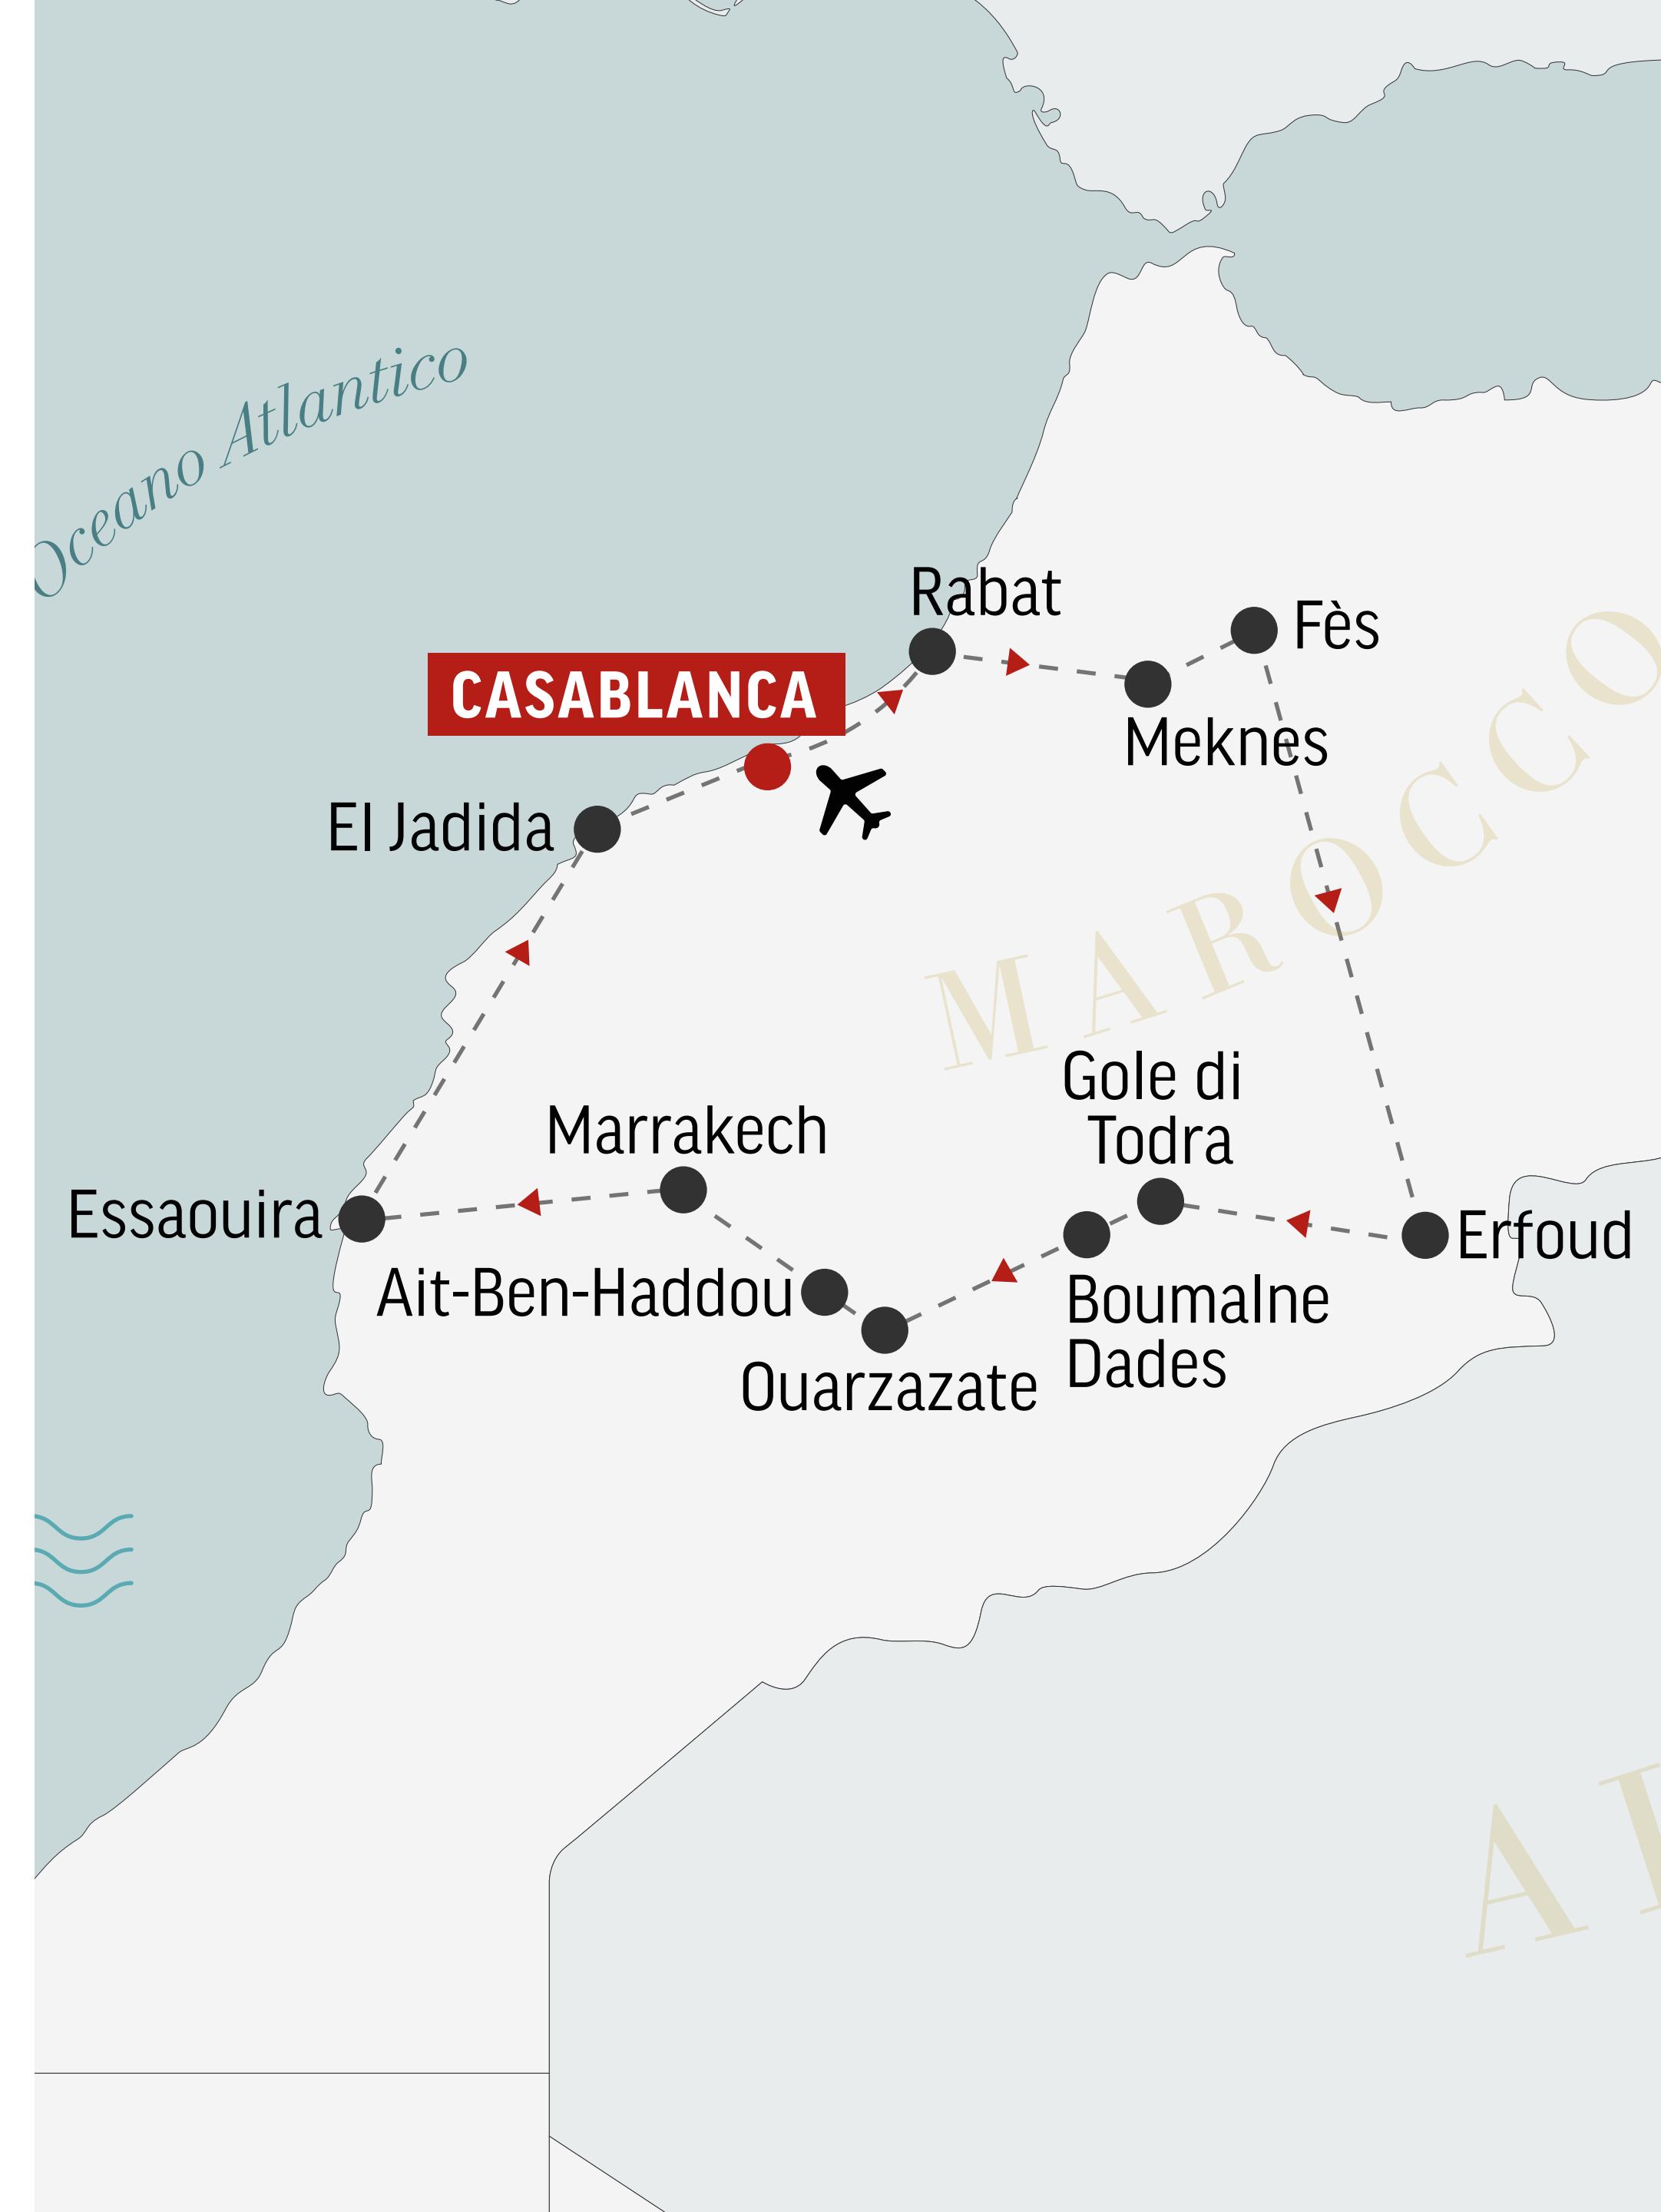 Oceano Atlantico
Rabat
Fès
CASABLANCA
Meknes
El Jadida
MAROCCO
Gole di
Todra
Marrakech
Essaouira
Erfoud
Ait-Ben-Haddou
Boumalne
Dades
Ouarzazate